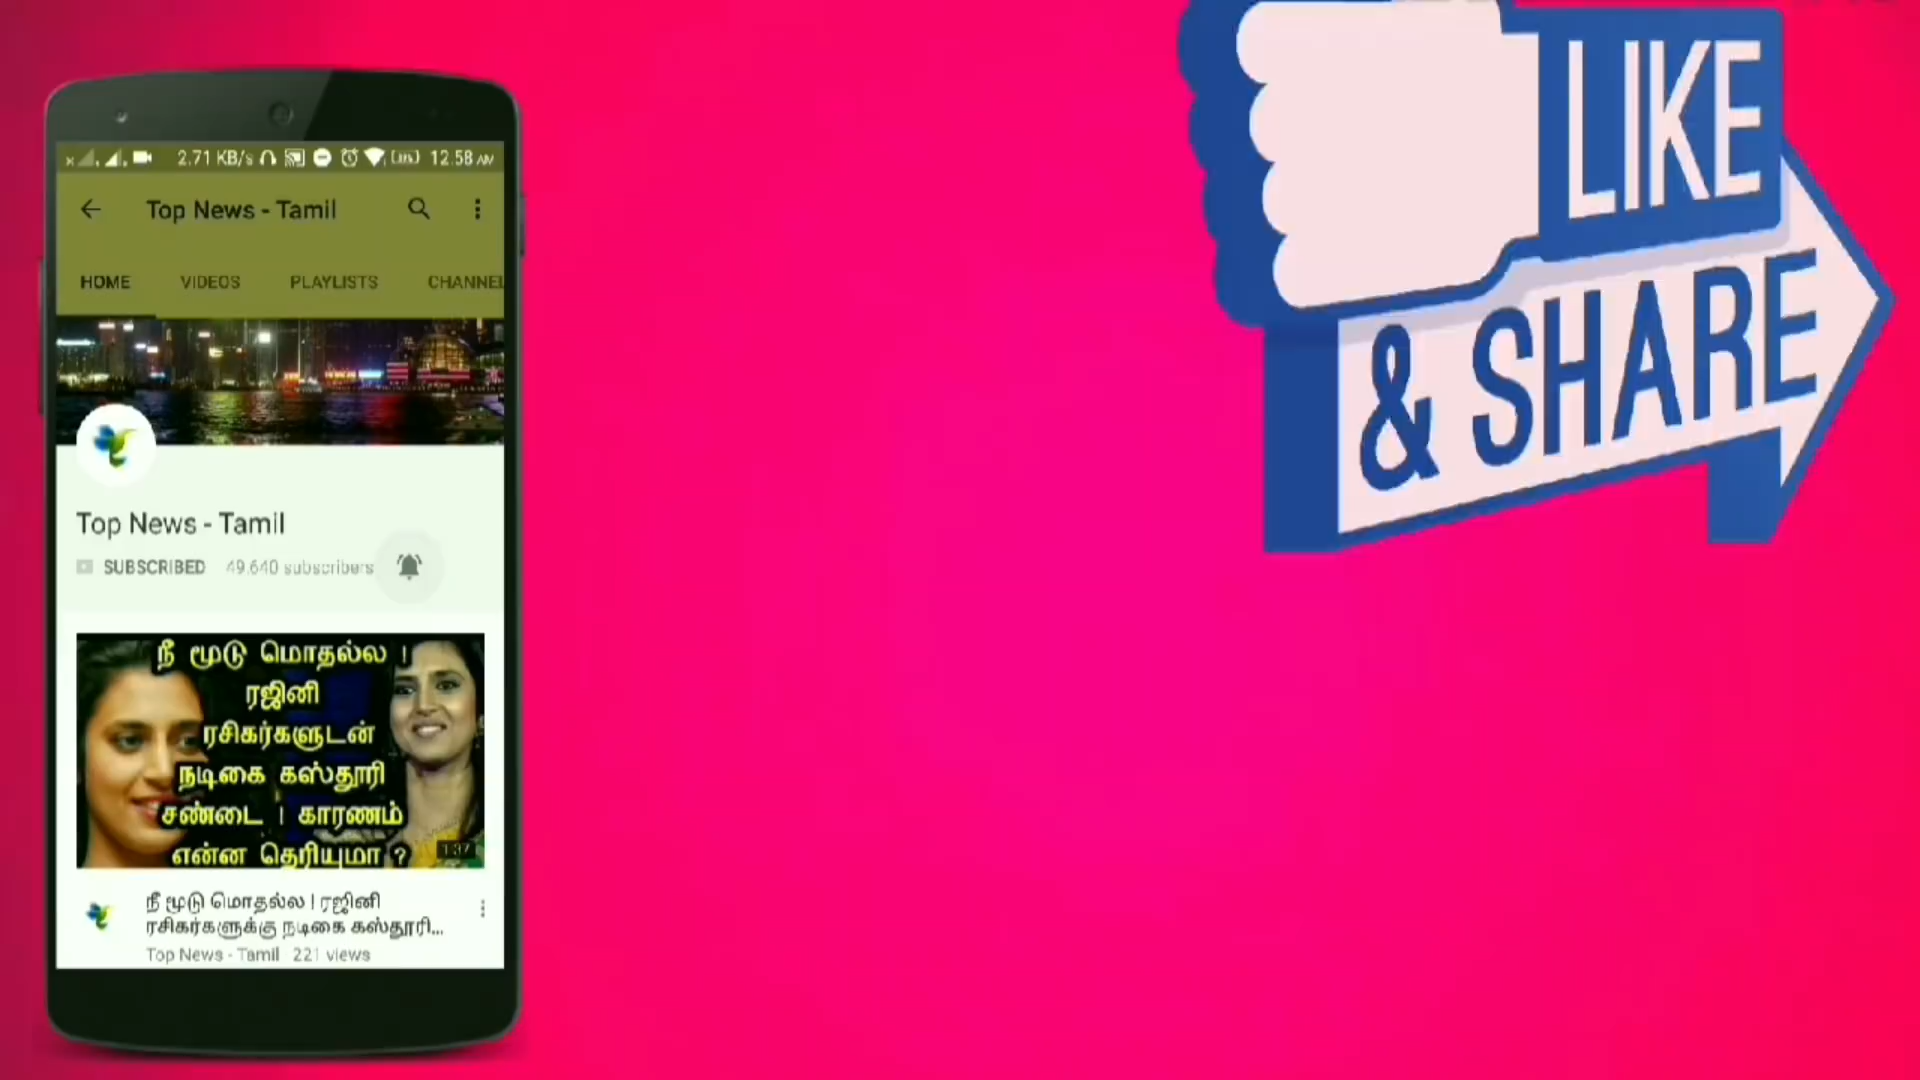 2.71 KB/s 12.58 AM
Top News - Tamil
HOME VIDEOS PLAYLISTS CHANNEL
Top News - Tamil
SUBSCRIBED 49,640 subscribers
நீ மூடு மொதல்ல !
ரஜினி
ரசிகர்களுடன்
நடிகை கஸ்தூரி
சண்டை ! காரணம்
என்ன தெரியுமா ?
1:37
நீ மூடு மொதல்ல ! ரஜினி
ரசிகர்களுக்கு நடிகை கஸ்தூரி...
Top News - Tamil 221 views
LIKE
& SHARE